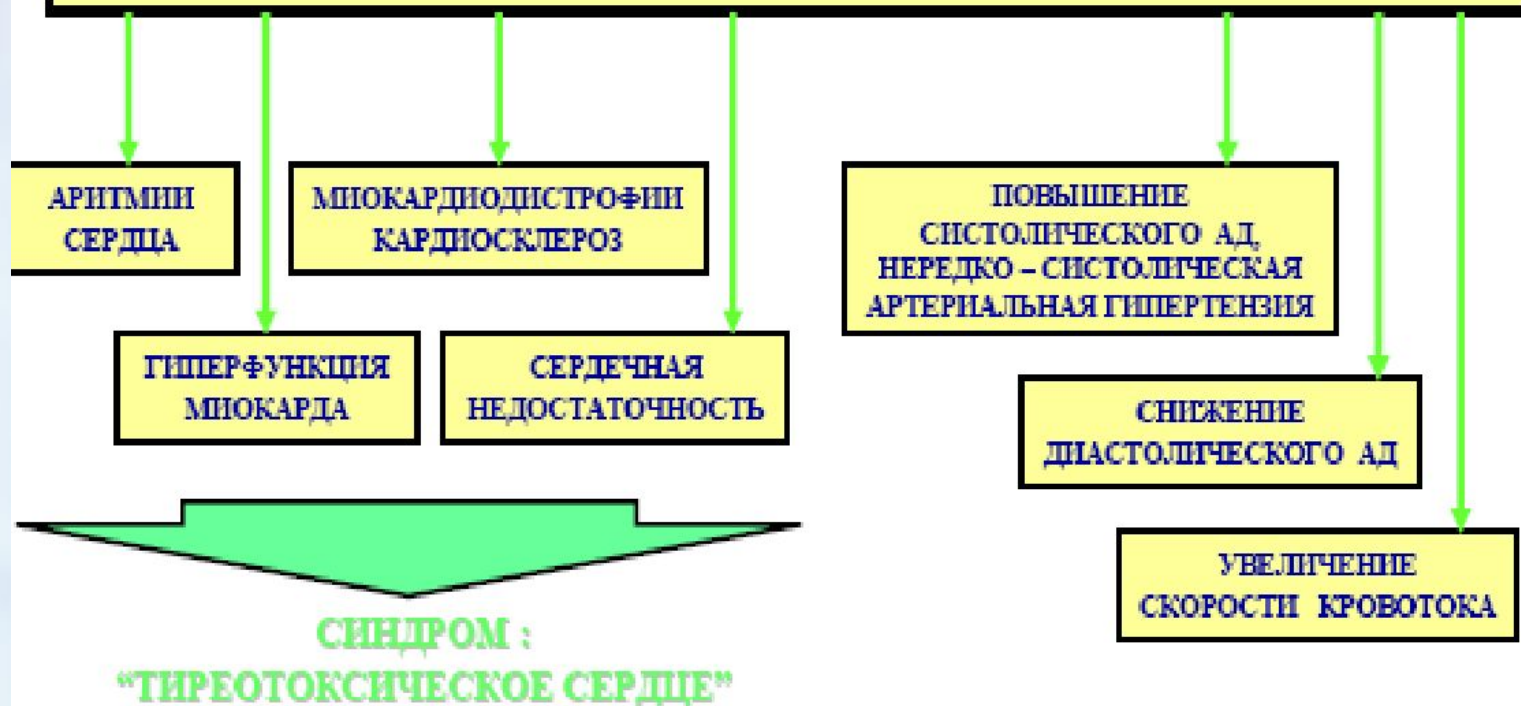 АРИТМИИ
СЕРДЦА
МИОКАРДИОДИСТРОФИИ
КАРДИОСКЛЕРОЗ
ПОВЫШЕНИЕ
СИСТОЛИЧЕСКОГО АД,
НЕРЕДКО – СИСТОЛИЧЕСКАЯ
АРТЕРИАЛЬНАЯ ГИПЕРТЕНЗИЯ
ГИПЕРФУНКЦИЯ
МИОКАРДА
СЕРДЕЧНАЯ
НЕДОСТАТОЧНОСТЬ
СНИЖЕНИЕ
ДИАСТОЛИЧЕСКОГО АД
УВЕЛИЧЕНИЕ
СКОРОСТИ КРОВОТОКА
СИНДРОМ :
“ТИРЕОТОКСИЧЕСКОЕ СЕРДЦЕ”